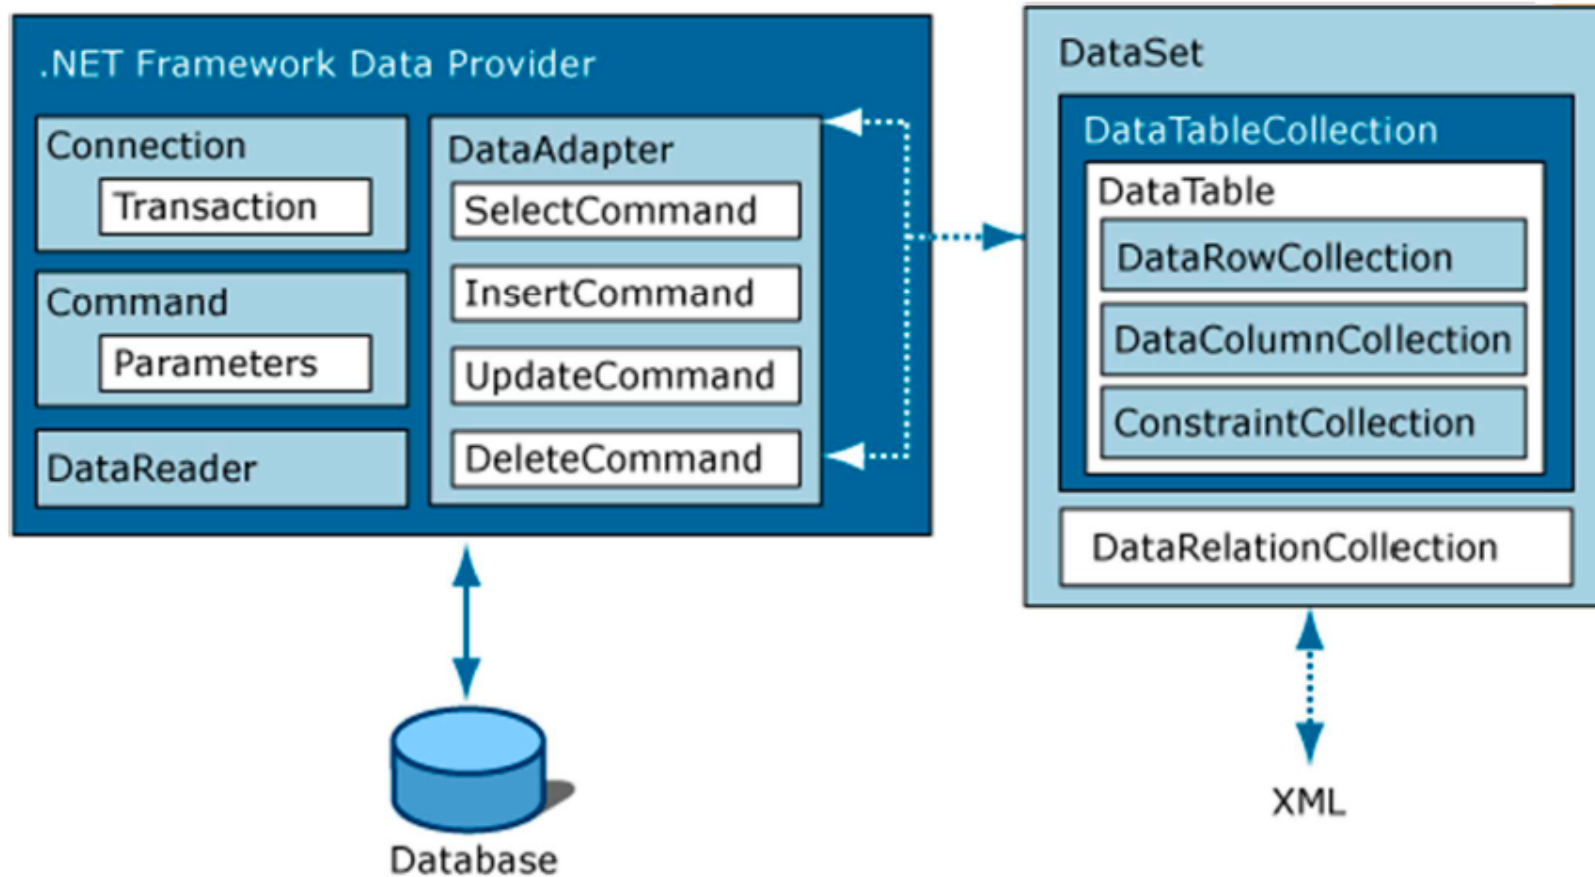 .NET Framework Data Provider
Connection
Transaction
Command
Parameters
DataReader
DataAdapter
SelectCommand
InsertCommand
UpdateCommand
DeleteCommand
Database
DataSet
DataTableCollection
DataTable
DataRowCollection
DataColumnCollection
ConstraintCollection
DataRelationCollection
XML